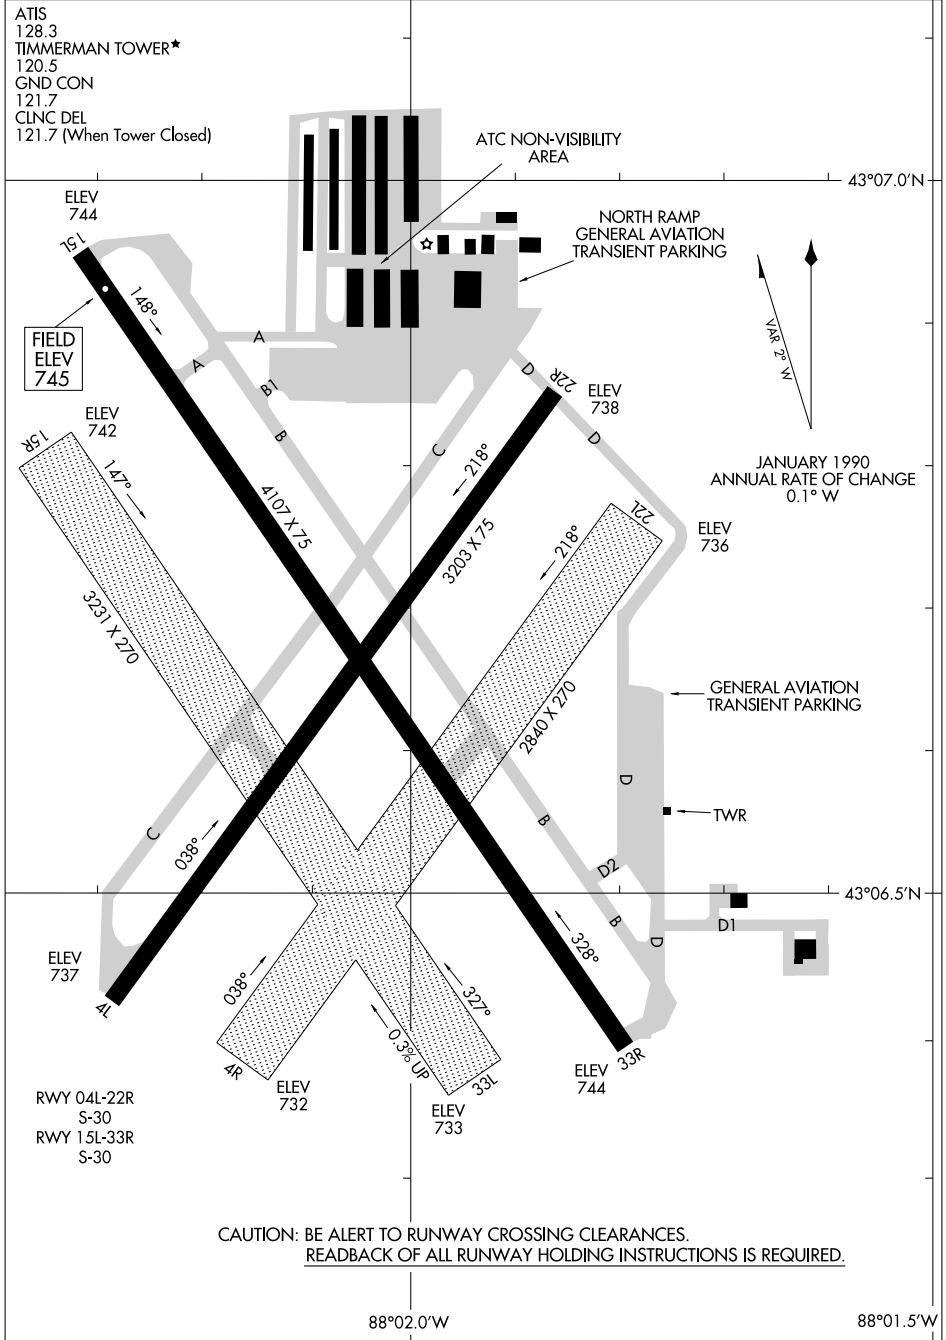 ATIS
128.3
TIMMERMAN TOWER★
120.5
GND CON
121.7
CLNC DEL
121.7 (When Tower Closed)
ATC NON-VISIBILITY
AREA
43°07.0'N
ELEV
744
15L
NORTH RAMP
GENERAL AVIATION
TRANSIENT PARKING
148°
VAR 2° W
FIELD
ELEV
745
A
A
B1
B
D
22R
ELEV
738
D
ELEV
742
15R
147°
C
218°
JANUARY 1990
ANNUAL RATE OF CHANGE
0.1° W
4107 X 75
3203 X 75
22L
218°
ELEV
736
3231 X 270
GENERAL AVIATION
TRANSIENT PARKING
2840 X 270
D
TWR
C
038°
B
D2
43°06.5'N
B
D
D1
ELEV
737
4L
038°
327°
328°
0.3% UP
4R
ELEV
732
33L
ELEV
733
33R
ELEV
744
RWY 04L-22R
S-30
RWY 15L-33R
S-30
CAUTION: BE ALERT TO RUNWAY CROSSING CLEARANCES.
READBACK OF ALL RUNWAY HOLDING INSTRUCTIONS IS REQUIRED.
88°02.0'W
88°01.5'W